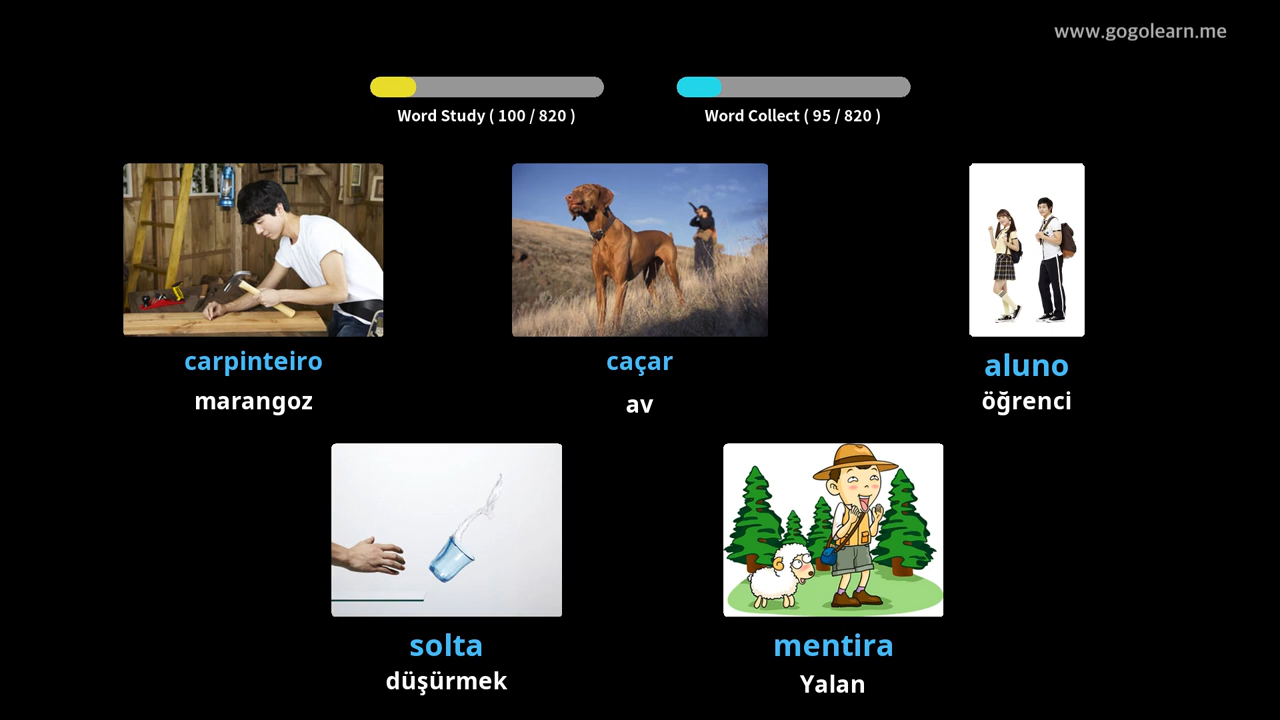 www.gogolearn.me
Word Study ( 100 / 820 )
Word Collect ( 95 / 820 )
carpinteiro
marangoz
caçar
av
aluno
öğrenci
solta
düşürmek
mentira
Yalan